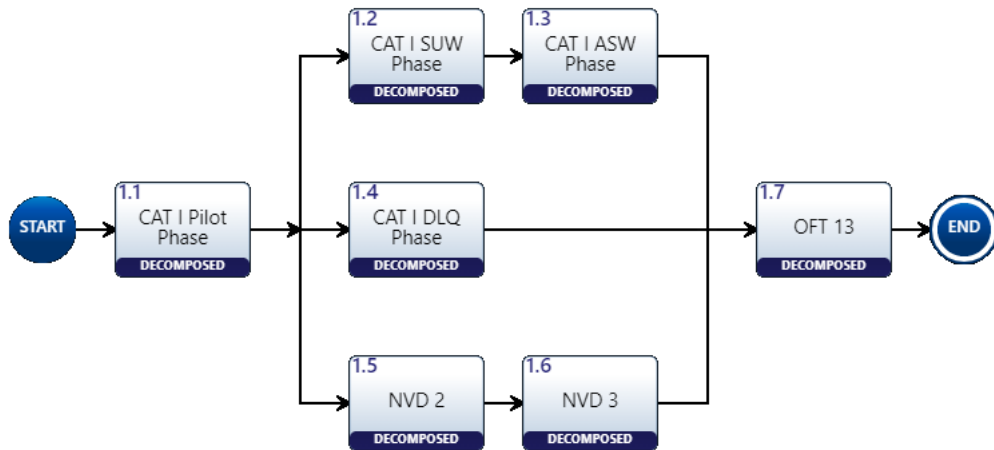 1.2
CAT I SUW
Phase
DECOMPOSED
1.3
CAT I ASW
Phase
DECOMPOSED
START
1.1
CAT I Pilot
Phase
DECOMPOSED
1.4
CAT I DLQ
Phase
DECOMPOSED
1.7
OFT 13
DECOMPOSED
END
1.5
NVD 2
DECOMPOSED
1.6
NVD 3
DECOMPOSED